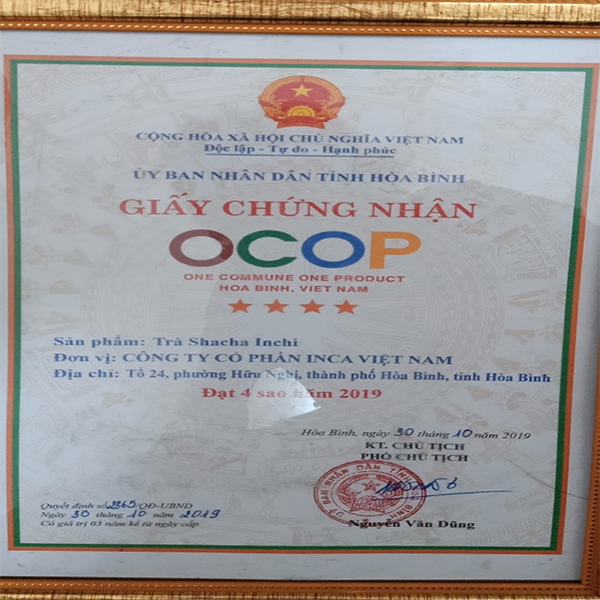 CỘNG HÒA XÃ HỘI CHỦ NGHĨA VIỆT NAM
Độc lập - Tự do - Hạnh phúc
ỦY BAN NHÂN DÂN TỈNH HÒA BÌNH
GIẤY CHỨNG NHẬN
OCOP
ONE COMMUNE ONE PRODUCT
HOA BINH, VIET NAM
Sản phẩm: Trà Shacha Inchi
Đơn vị: CÔNG TY CỔ PHẦN INCA VIỆT NAM
Địa chỉ: Tổ 24, phường Hữu Nghị, thành phố Hòa Bình, tỉnh Hòa Bình
Đạt 4 sao năm 2019
Hòa Bình, ngày 30 tháng 10 năm 2019
KT. CHỦ TỊCH
PHÓ CHỦ TỊCH
BAN NHÂN DÂN TỈNH
Nguyễn Văn Dũng
Quyết định số 2365/QĐ-UBND
Ngày 30 tháng 10 năm 2019
Có giá trị 03 năm kể từ ngày cấp